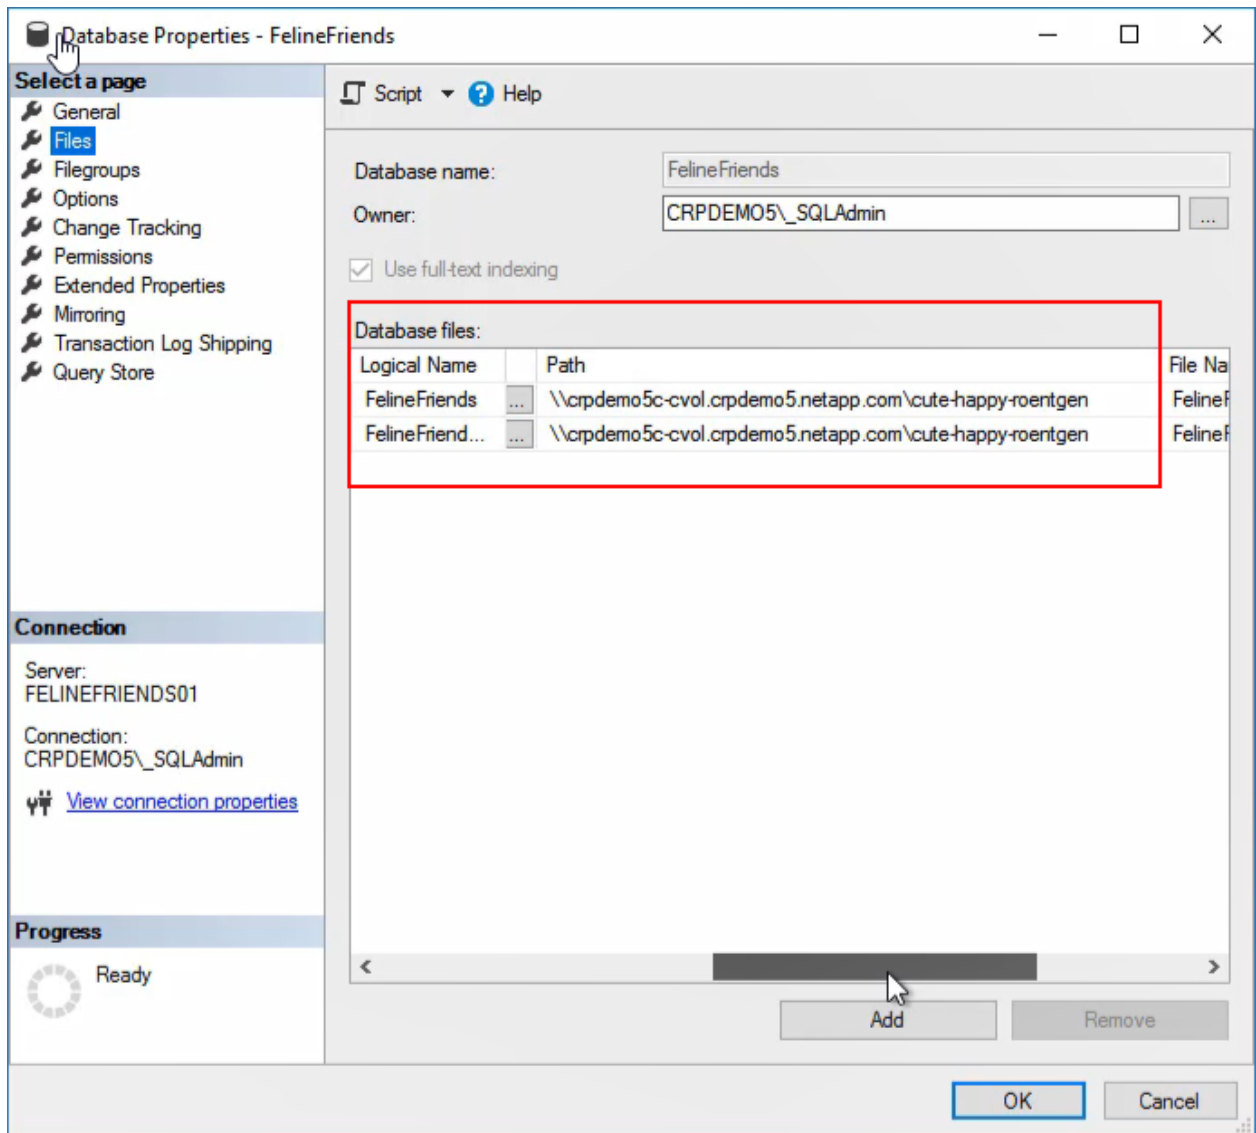 Database Properties - FelineFriends
Select a page
General
Files
Filegroups
Options
Change Tracking
Permissions
Extended Properties
Mirroring
Transaction Log Shipping
Query Store
Connection
Server:
FELINEFRIENDS01
Connection:
CRPDEMO5\_SQLAdmin
View connection properties
Progress
Ready
Script
Help
Database name:
FelineFriends
Owner:
CRPDEMO5\_SQLAdmin
...
Use full-text indexing
Database files:
Logical Name Path File Na
FelineFriends ... \\crpdemo5c-cvol.crpdemo5.netapp.com\cute-happy-roentgen FelineF
FelineFriend... ... \\crpdemo5c-cvol.crpdemo5.netapp.com\cute-happy-roentgen FelineF
Add
Remove
OK
Cancel